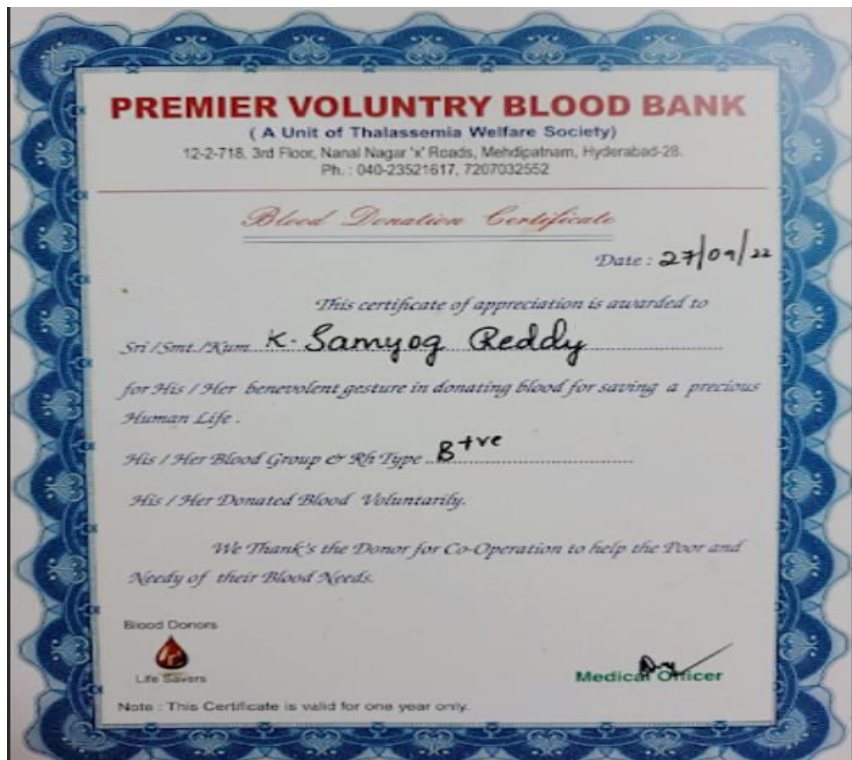 PREMIER VOLUNTRY BLOOD BANK
( A Unit of Thalassemia Welfare Society)
12-2-718, 3rd Floor, Nanal Nagar 'x' Roads, Mehdipatnam, Hyderabad-28.
Ph. : 040-23521617, 7207032552
Blood Donation Certificate
Date : 27/09/22
This certificate of appreciation is awarded to
Sri / Smt. / Kum K. Samyog Reddy
for His / Her benevolent gesture in donating blood for saving a precious
Human Life .
His / Her Blood Group & Rh Type B+ve
His / Her Donated Blood Voluntarily.
We Thank's the Donor for Co-Operation to help the Poor and
Needy of their Blood Needs.
Blood Donors
Life Savers
Medical Officer
Note : This Certificate is valid for one year only.